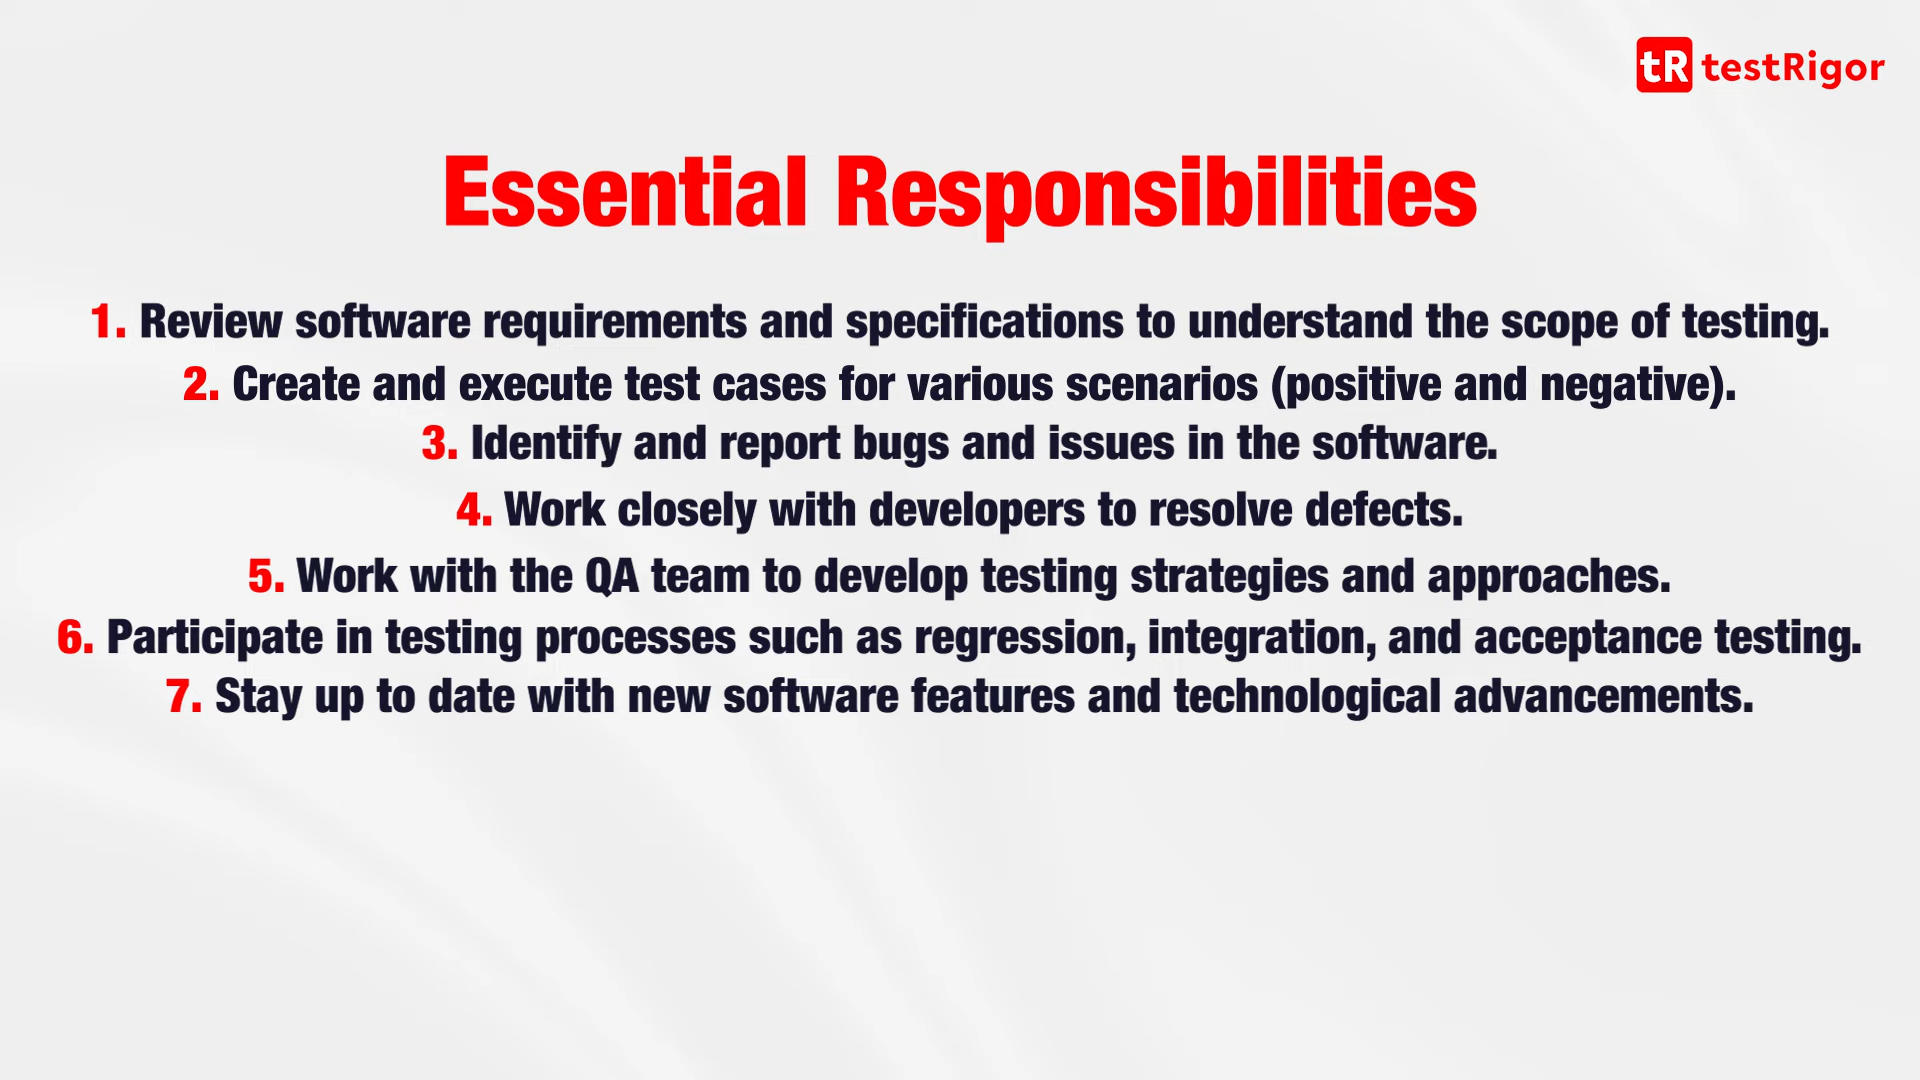 tR testRigor
Essential Responsibilities
1. Review software requirements and specifications to understand the scope of testing.
2. Create and execute test cases for various scenarios (positive and negative).
3. Identify and report bugs and issues in the software.
4. Work closely with developers to resolve defects.
5. Work with the QA team to develop testing strategies and approaches.
6. Participate in testing processes such as regression, integration, and acceptance testing.
7. Stay up to date with new software features and technological advancements.